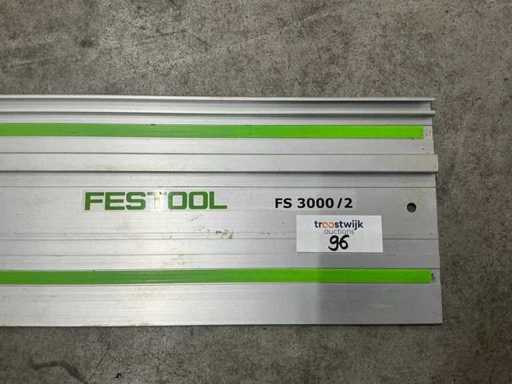 FESTOOL
FS 3000/2
troostwijk
auctions
96